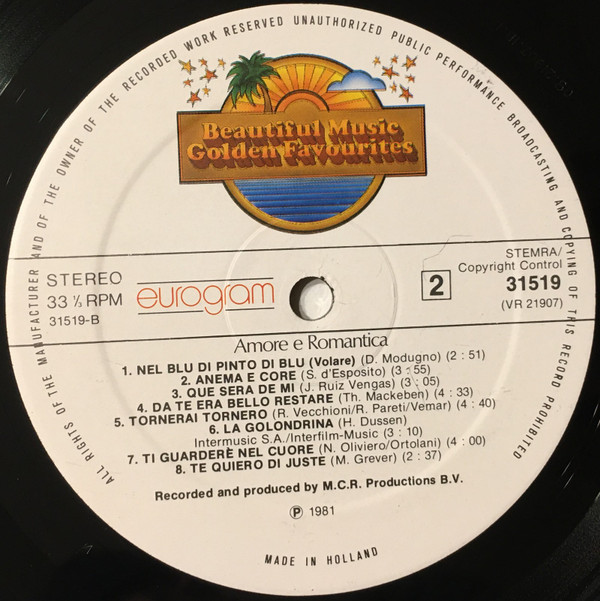 ALL RIGHTS OF THE MANUFACTURER AND OF THE OWNER OF THE RECORDED WORK RESERVED UNAUTHORIZED PUBLIC PERFORMANCE BROADCASTING AND COPYING OF THIS RECORD PROHIBITED
Beautiful Music
Golden Favourites
STEREO
33 ⅓ RPM
31519-B
eurogram
2
STEMRA/
Copyright Control
31519
(VR 21907)
Amore e Romantica
1. NEL BLU DI PINTO DI BLU (Volare) (D. Modugno) (2 : 51)
2. ANEMA E CORE (S. d'Esposito) (3 : 55)
3. QUE SERA DE MI (J. Ruiz Vengas) (3 : 05)
4. DA TE ERA BELLO RESTARE (Th. Mackeben) (4 : 33)
5. TORNERAI TORNERO (R. Vecchioni/R. Pareti/Vemar) (4 : 40)
6. LA GOLONDRINA (H. Dussen)
Intermusic S.A./Interfilm-Music (3 : 10)
7. TI GUARDERÈ NEL CUORE (N. Oliviero/Ortolani) (4 : 00)
8. TE QUIERO DI JUSTE (M. Grever) (2 : 37)
Recorded and produced by M.C.R. Productions B.V.
℗ 1981
MADE IN HOLLAND